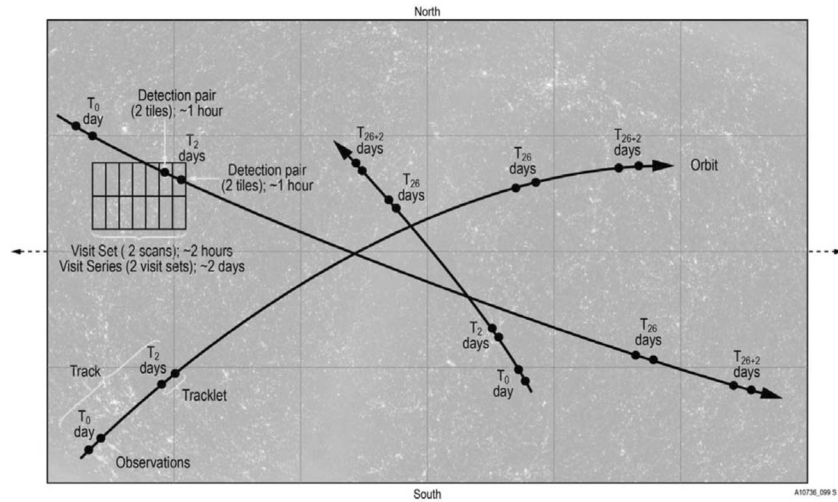 North
Detection pair
(2 tiles); ~1 hour
T0
day
T2
days
Detection pair
(2 tiles); ~1 hour
Visit Set ( 2 scans); ~2 hours
Visit Series (2 visit sets); ~2 days
T26+2
days
T26
days
T26
days
T26+2
days
Orbit
T2
days
T0
day
T26
days
T26+2
days
Track
T2
days
Tracklet
T0
day
Observations
South
A10736_099 S